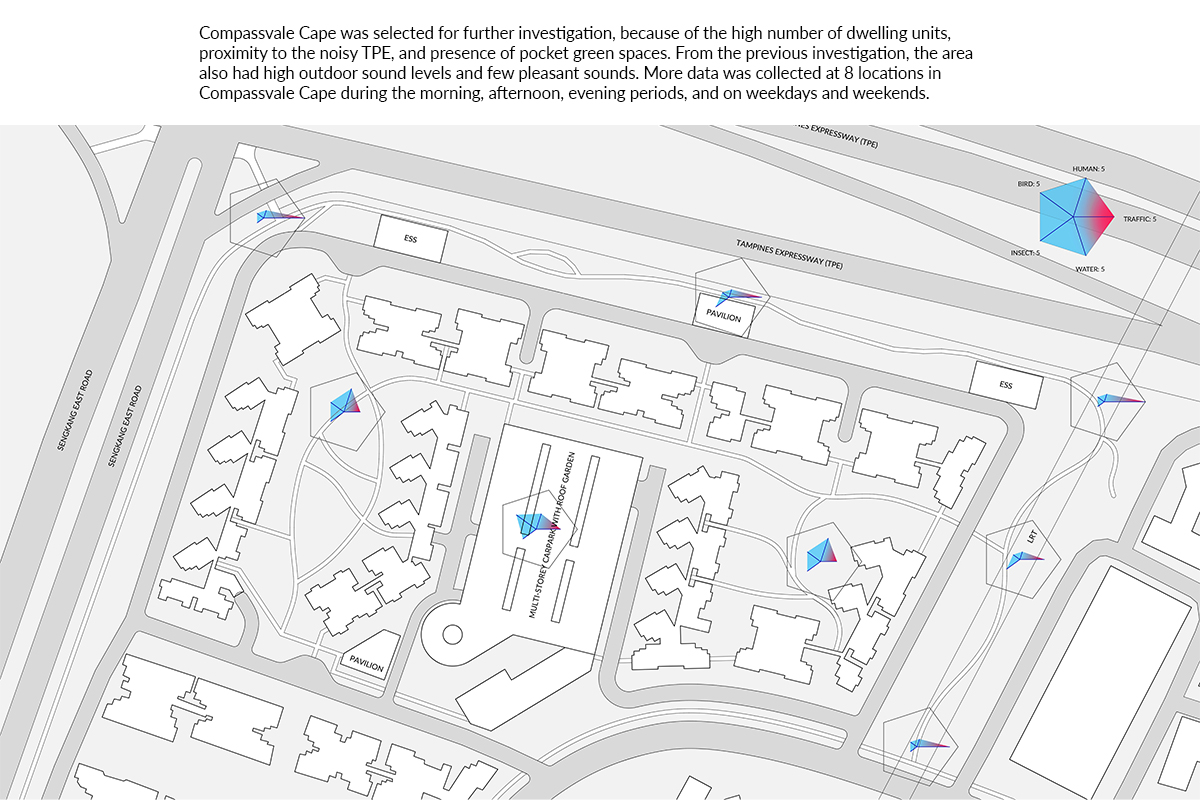 Compassvale Cape was selected for further investigation, because of the high number of dwelling units,
proximity to the noisy TPE, and presence of pocket green spaces. From the previous investigation, the area
also had high outdoor sound levels and few pleasant sounds. More data was collected at 8 locations in
Compassvale Cape during the morning, afternoon, evening periods, and on weekdays and weekends.
ES EXPRESSWAY (TPE)
HUMAN: 5
BIRD: 5
TRAFFIC: 5
INSECT: 5
WATER: 5
ESS
TAMPINES EXPRESSWAY (TPE)
PAVILION
ESS
SENGKANG EAST ROAD
SENGKANG EAST ROAD
MULTI-STOREY CARPARK WITH ROOF GARDEN
LRT
PAVILION